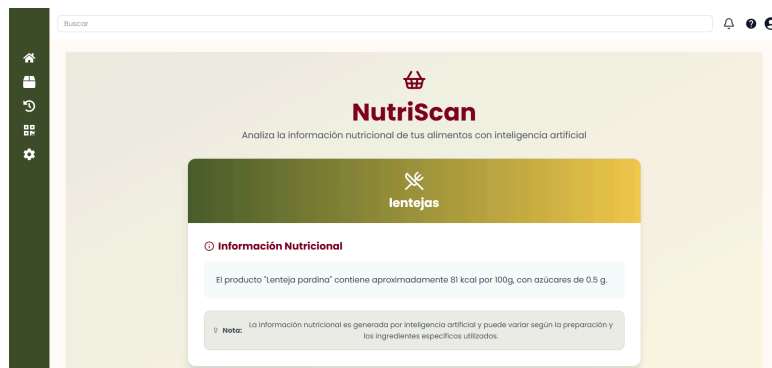 Buscar
NutriScan
Analiza la información nutricional de tus alimentos con inteligencia artificial
lentejas
Información Nutricional
El producto "Lenteja pardina" contiene aproximadamente 81 kcal por 100g, con azúcares de 0.5 g.
Nota: La información nutricional es generada por inteligencia artificial y puede variar según la preparación y
los ingredientes específicos utilizados.